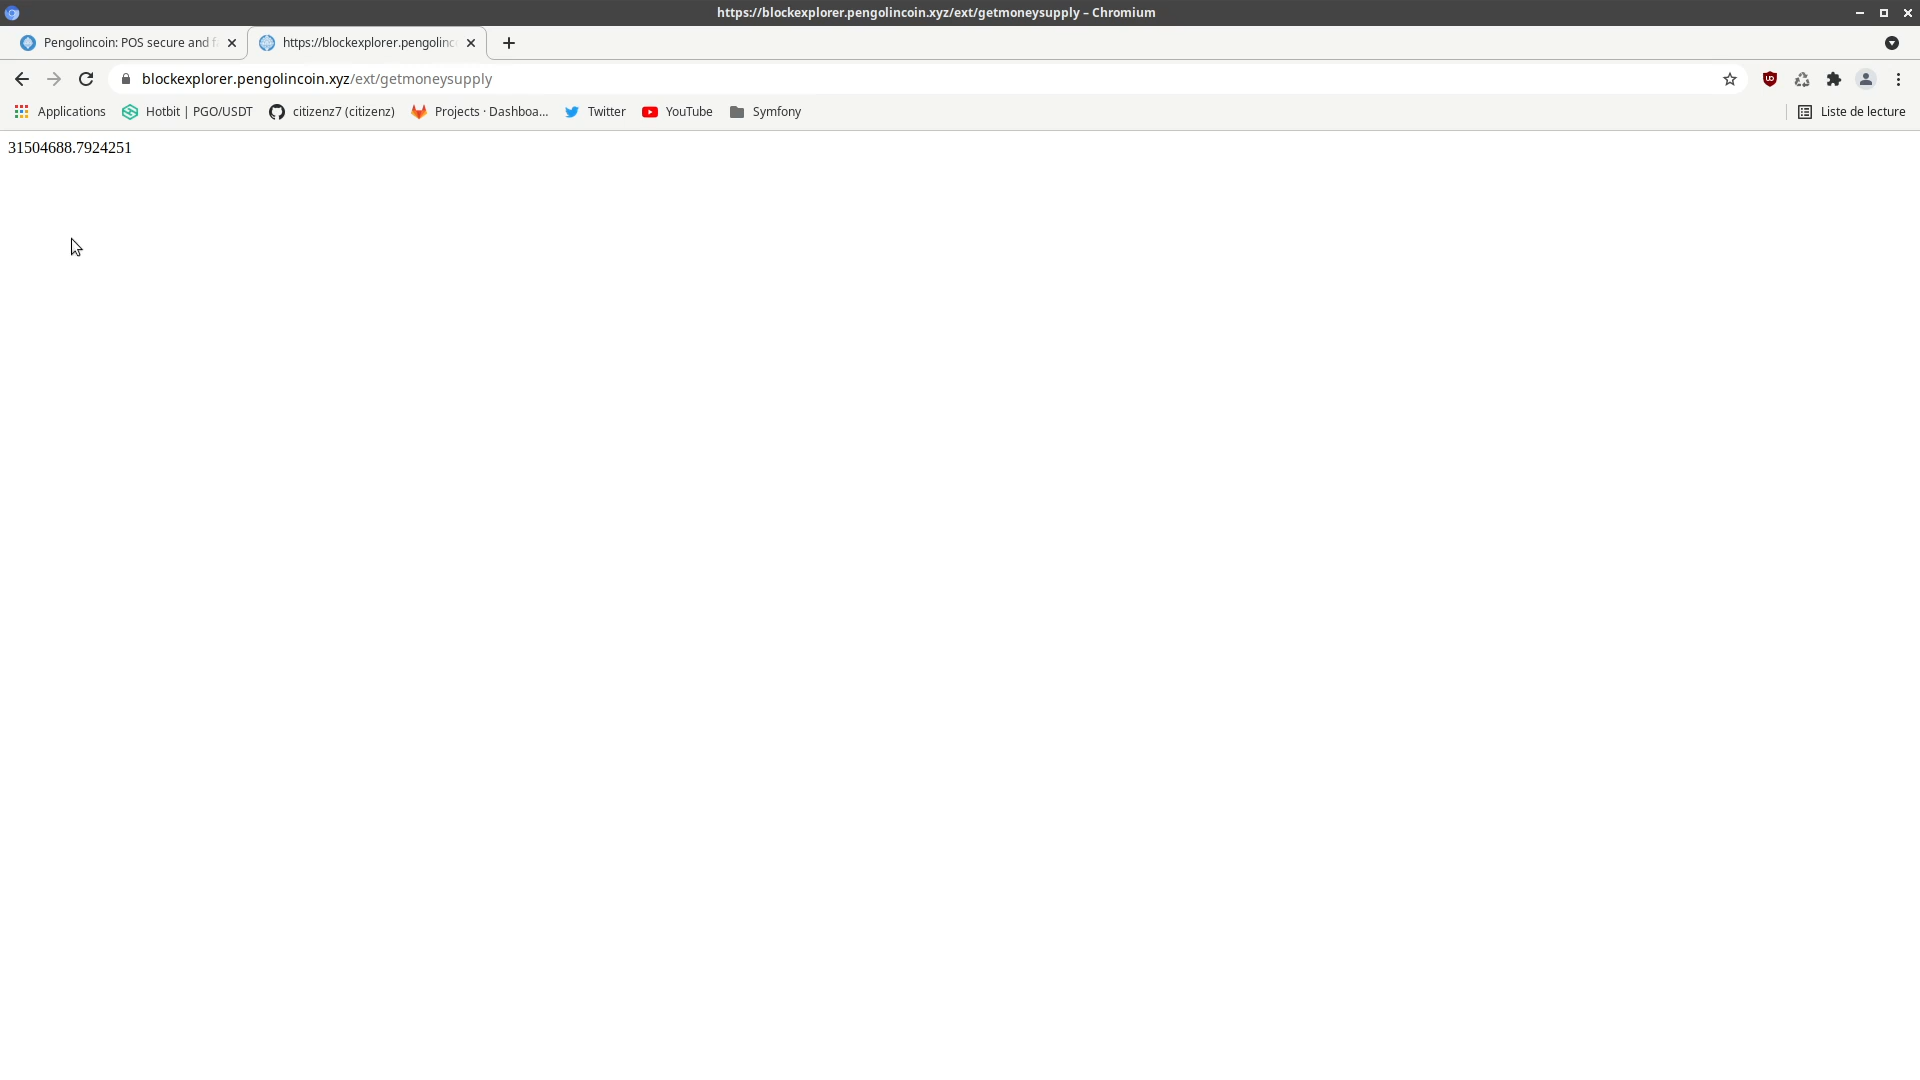 https://blockexplorer.pengolincoin.xyz/ext/getmoneysupply – Chromium
Pengolincoin: POS secure and f
https://blockexplorer.pengolinc
blockexplorer.pengolincoin.xyz/ext/getmoneysupply
Applications
Hotbit | PGO/USDT
citizenz7 (citizenz)
Projects · Dashboa...
Twitter
YouTube
Symfony
Liste de lecture
31504688.7924251